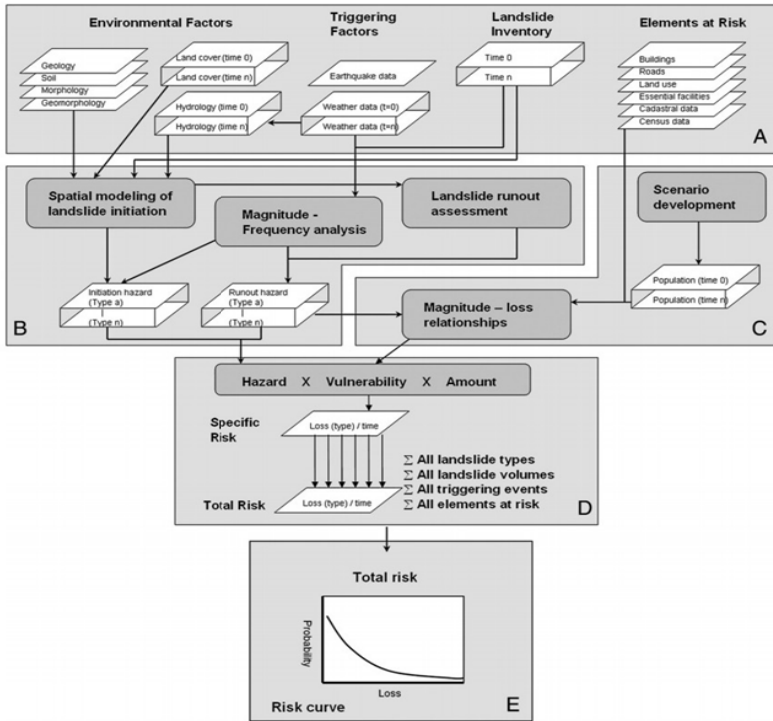 Environmental Factors
Triggering
Factors
Landslide
Inventory
Elements at Risk
Geology
Soil
Morphology
Geomorphology
Land cover (time 0)
Land cover (time n)
Hydrology (time 0)
Hydrology (time n)
Earthquake data
Weather data (t=0)
Weather data (t=n)
Time 0
Time n
Buildings
Roads
Land use
Essential facilities
Cadastral data
Census data
A
Spatial modeling of
landslide initiation
Magnitude -
Frequency analysis
Landslide runout
assessment
Initiation hazard
(Type a)
|
(Type n)
Runout hazard
(Type a)
|
(Type n)
B
Scenario
development
Population (time 0)
Population (time n)
Magnitude – loss
relationships
C
Hazard X Vulnerability X Amount
Specific
Risk
Loss (type) / time
Σ All landslide types
Σ All landslide volumes
Σ All triggering events
Σ All elements at risk
Total Risk
Loss (type) / time
D
Total risk
Probability
Loss
Risk curve
E